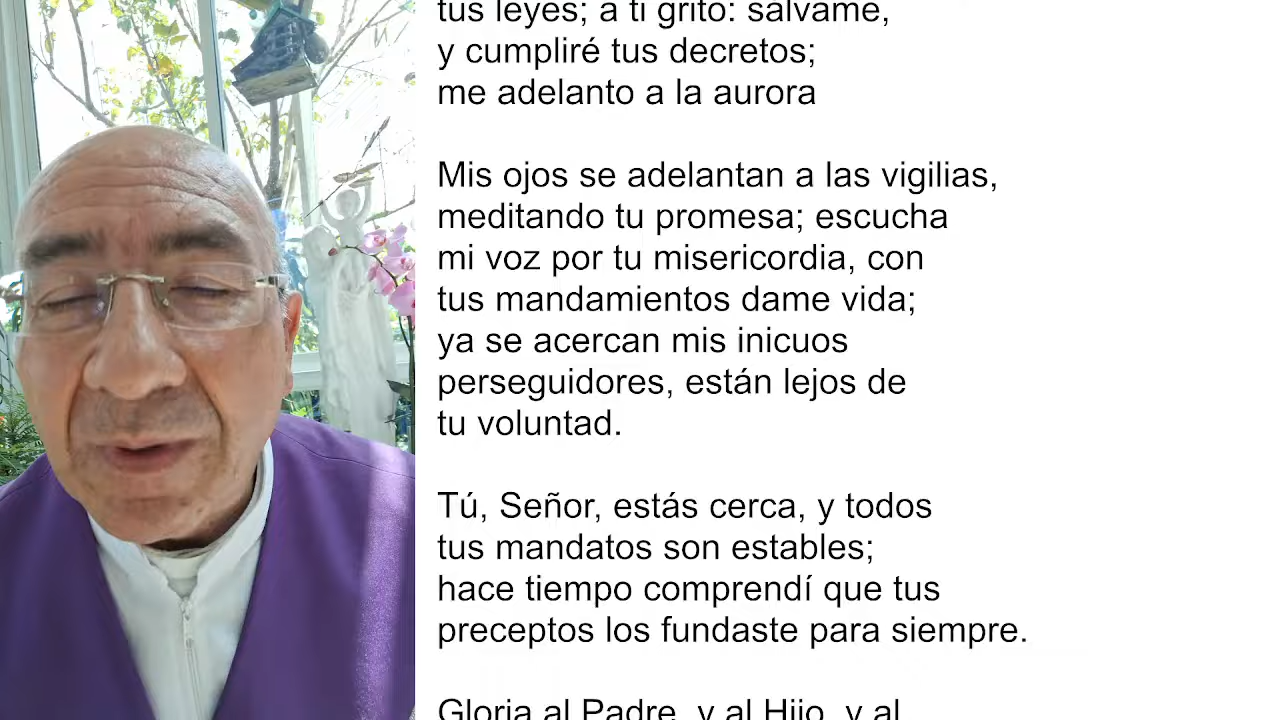 tus leyes; a ti grito: sálvame,
y cumpliré tus decretos;
me adelanto a la aurora
Mis ojos se adelantan a las vigilias,
meditando tu promesa; escucha
mi voz por tu misericordia, con
tus mandamientos dame vida;
ya se acercan mis inicuos
perseguidores, están lejos de
tu voluntad.
Tú, Señor, estás cerca, y todos
tus mandatos son estables;
hace tiempo comprendí que tus
preceptos los fundaste para siempre.
Gloria al Padre, y al Hijo, y al